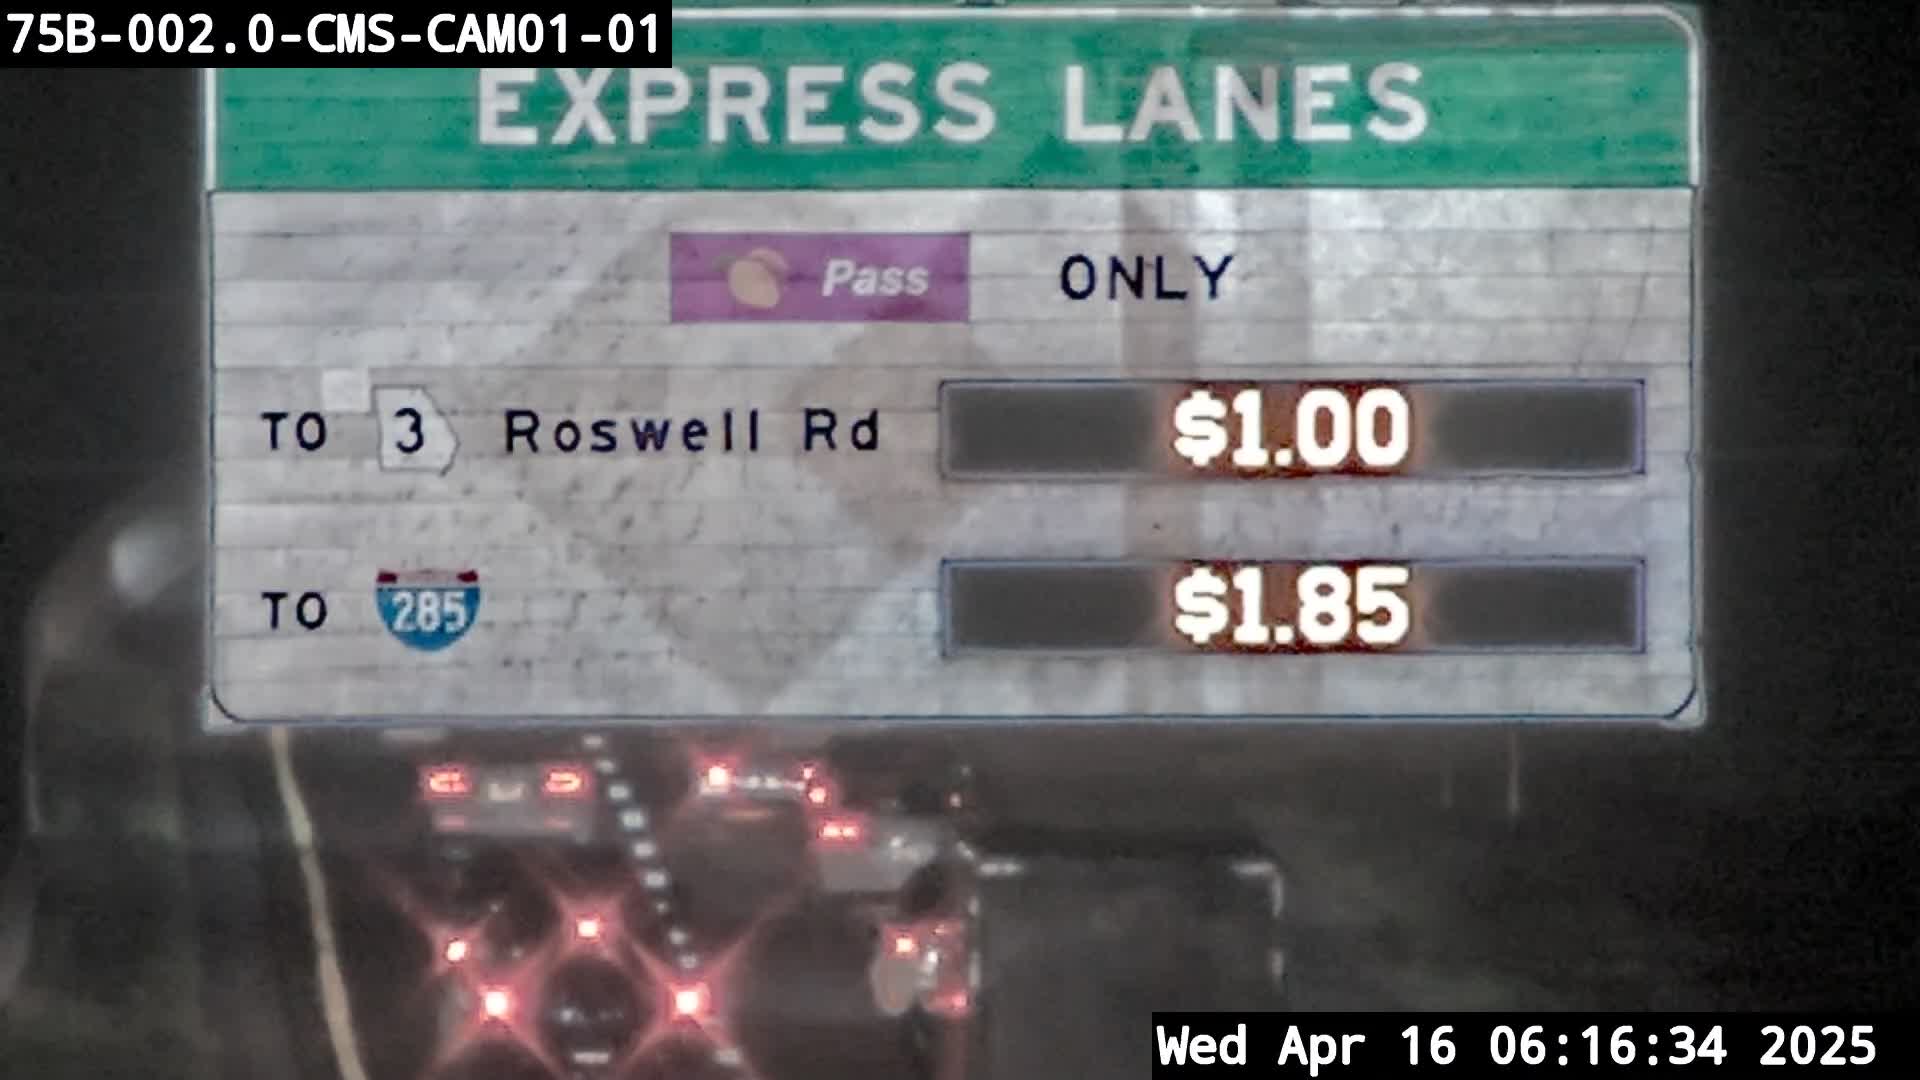 75B-002.0-CMS-CAM01-01
EXPRESS LANES
Pass ONLY
TO 3 Roswell Rd $1.00
TO 285 $1.85
Wed Apr 16 06:16:34 2025